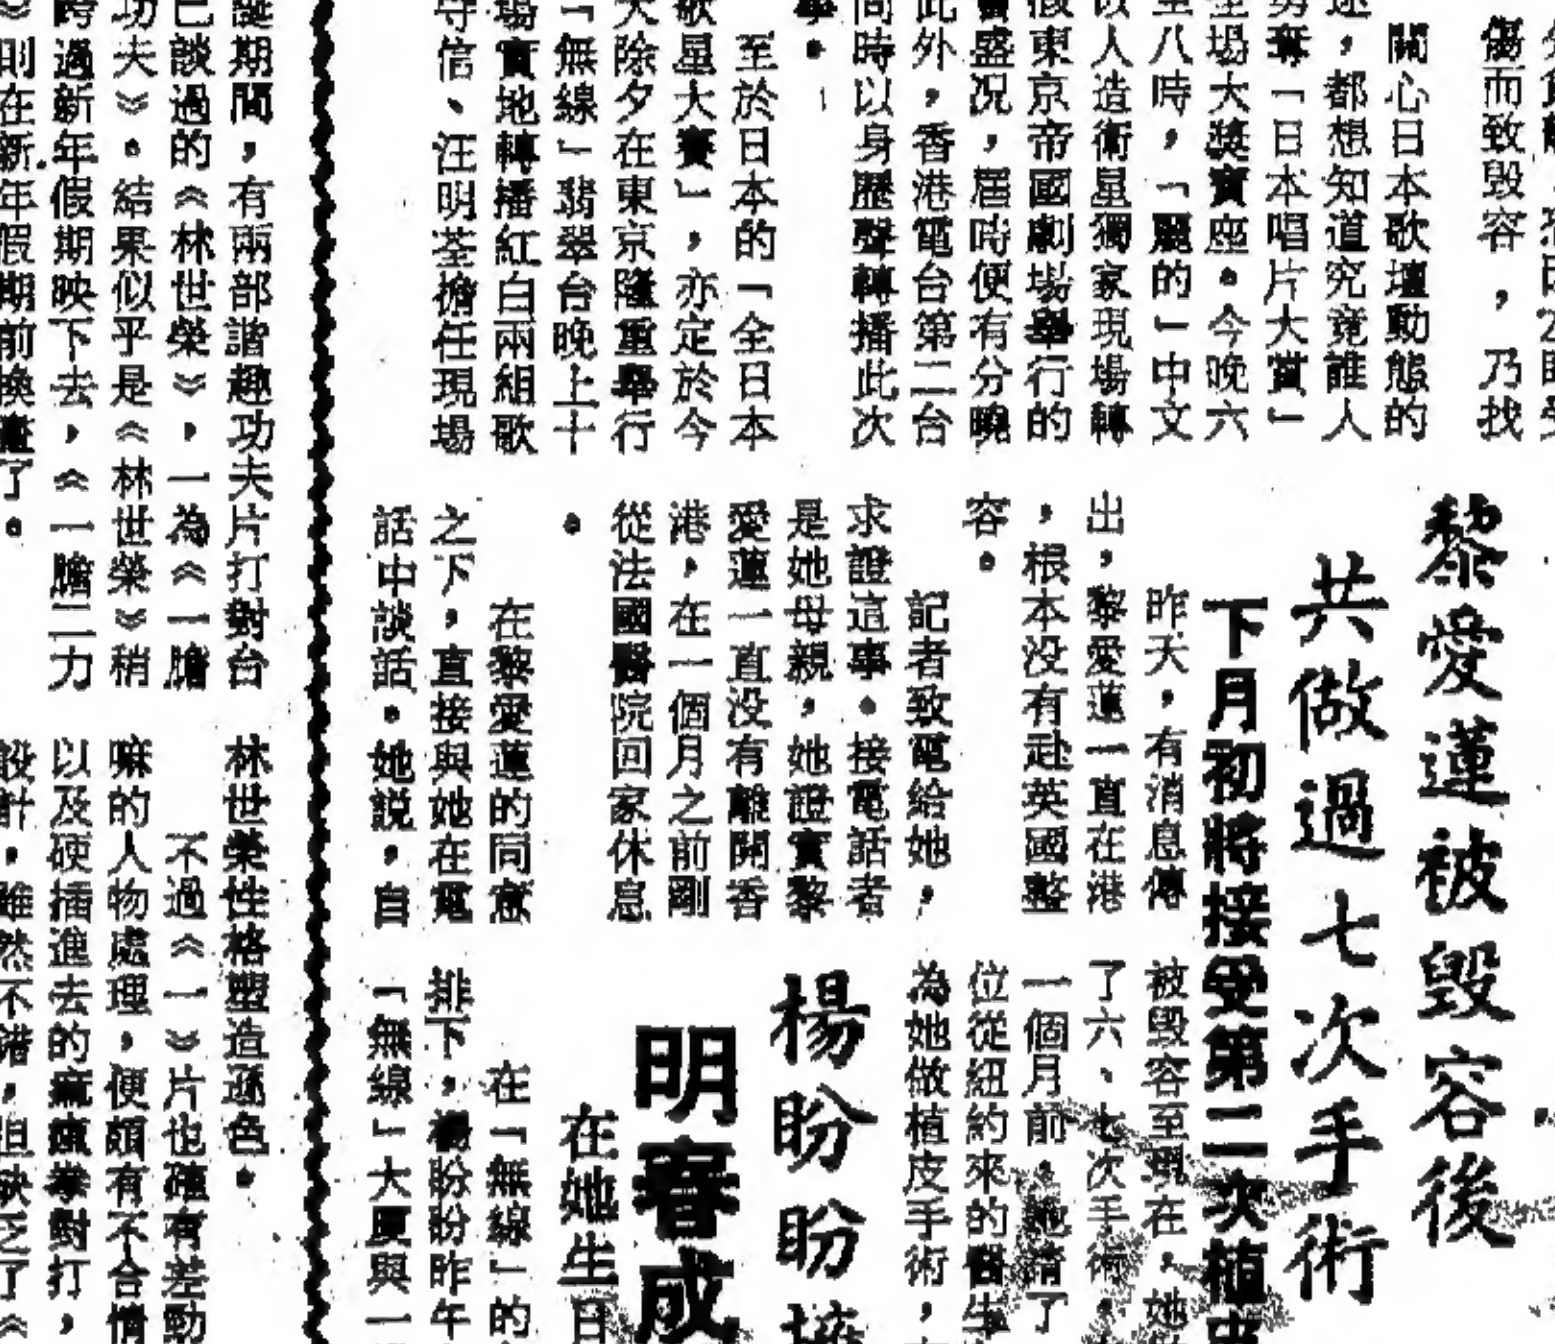 傷而致毀容，乃找
關心日本歌壇動態的
迷，都想知道究竟誰人
勇奪「日本唱片大賞」
全場大獎寶座。今晚六
至八時，「麗的」中文
以人造衛星獨家現場轉
假東京帝國劇場舉行的
盛况，屆時便有分曉
此外，香港電台第二台
同時以身歷聲轉播此次
事。
至於日本的「全日本
歌星大賽」，亦定於今
大除夕在東京隆重舉行
「無線」翡翠台晚上十
場實地轉播紅白兩組歌
守信、汪明荃擔任現場
黎愛蓮被毀容後
共做過七次手術
下月初將接受第二次植皮
昨天，有消息傳
出，黎愛蓮一直在港
，根本没有赴英國整
容。
記者致電給她，
求證這事。接電話者
是她母親，她證實黎
愛蓮一直没有離開香
港，在一個月之前剛
從法國醫院回家休息
。
在黎愛蓮的同意
之下，直接與她在電
話中談話。她說，自
被毀容至現在，她
了六、七次手術。
一個月前，她請了
位從紐約來的醫生
為她做植皮手術，
楊盼盼擁
明春成
在她生日
在「無線」的
排下，楊盼盼昨午
「無線」大厦與一
誕期間，有兩部諧趣功夫片打對台
已談過的《林世榮》，一為《一膽
功夫》。結果似乎是《林世榮》稍
跨過新年假期映下去，《一膽二力
》則在新年假期前換畫了。
林世榮性格塑造遜色。
不過《一》片也確有差勁
嘛的人物處理，便頗有不合情
以及硬插進去的痲瘋拳對打，
設計，雖然不錯，但缺乏了《